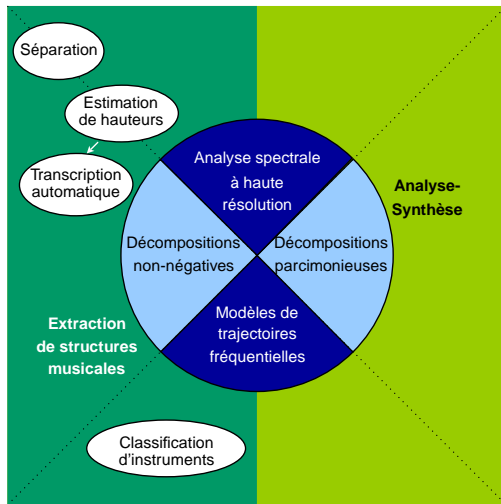 Séparation
Estimation
de hauteurs
Transcription
automatique
Analyse spectrale
à haute
résolution
Analyse-
Synthèse
Décompositions
non-négatives
Décompositions
parcimonieuses
Modèles de
trajectoires
fréquentielles
Extraction
de structures
musicales
Classification
d'instruments